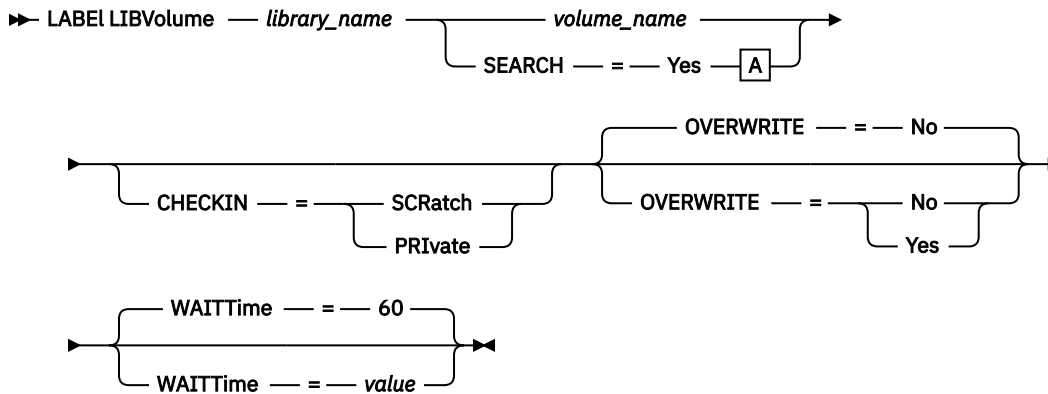 LABEl LIBVolume library_name volume_name
SEARCH = Yes A
OVERWRITE = No
CHECKIN = SCRatch OVERWRITE = No
PRIvate Yes
WAITTime = 60
WAITTime = value